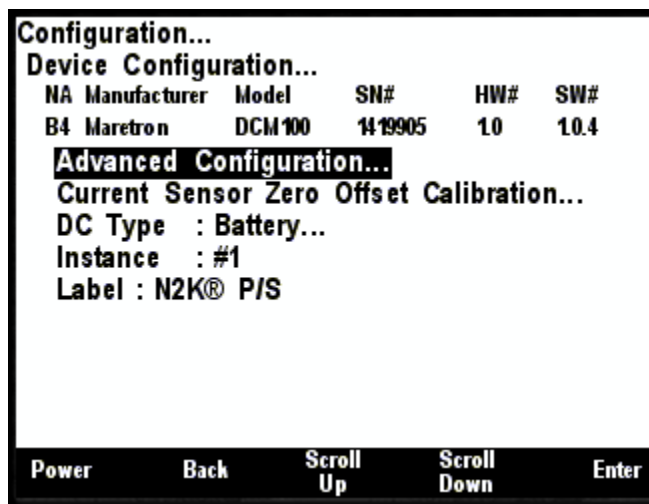 Configuration...
Device Configuration...
NA Manufacturer Model SN# HW# SW#
B4 Maretron DCM100 1419905 1.0 1.0.4
Advanced Configuration...
Current Sensor Zero Offset Calibration...
DC Type : Battery...
Instance : #1
Label : N2K® P/S
Power Back Scroll Up Scroll Down Enter